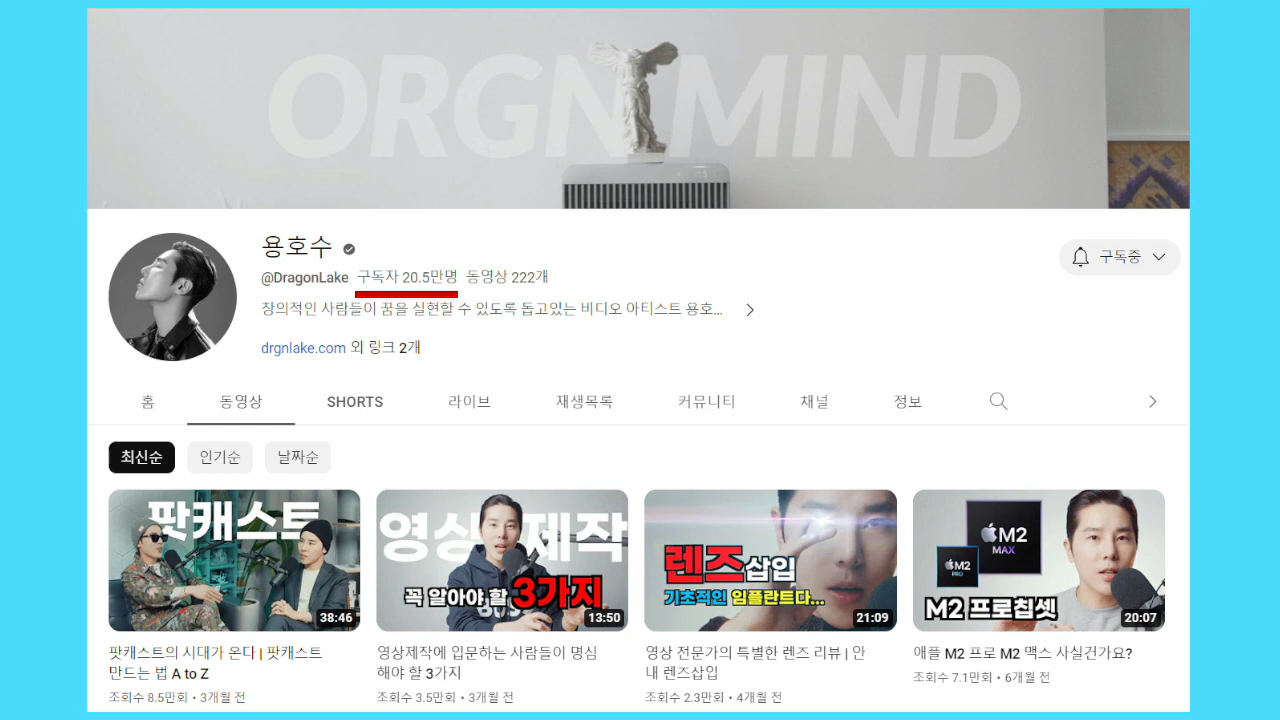 ORGN MIND
용호수
@DragonLake 구독자 20.5만명 동영상 222개
구독중
창의적인 사람들이 꿈을 실현할 수 있도록 돕고있는 비디오 아티스트 용호...
drgnlake.com 외 링크 2개
홈 동영상 SHORTS 라이브 재생목록 커뮤니티 채널 정보
최신순 인기순 날짜순
팟캐스트
38:46
영상 제작
꼭 알아야 할 3가지
13:50
렌즈삽입
기초적인 임플란트다...
21:09
M2
MAX
M2
PRO
M2 프로칩셋
20:07
팟캐스트의 시대가 온다 | 팟캐스트
만드는 법 A to Z
조회수 8.5만회 • 3개월 전
영상제작에 입문하는 사람들이 명심
해야 할 3가지
조회수 3.5만회 • 3개월 전
영상 전문가의 특별한 렌즈 리뷰 | 안
내 렌즈삽입
조회수 2.3만회 • 4개월 전
애플 M2 프로 M2 맥스 사실건가요?
조회수 7.1만회 • 6개월 전